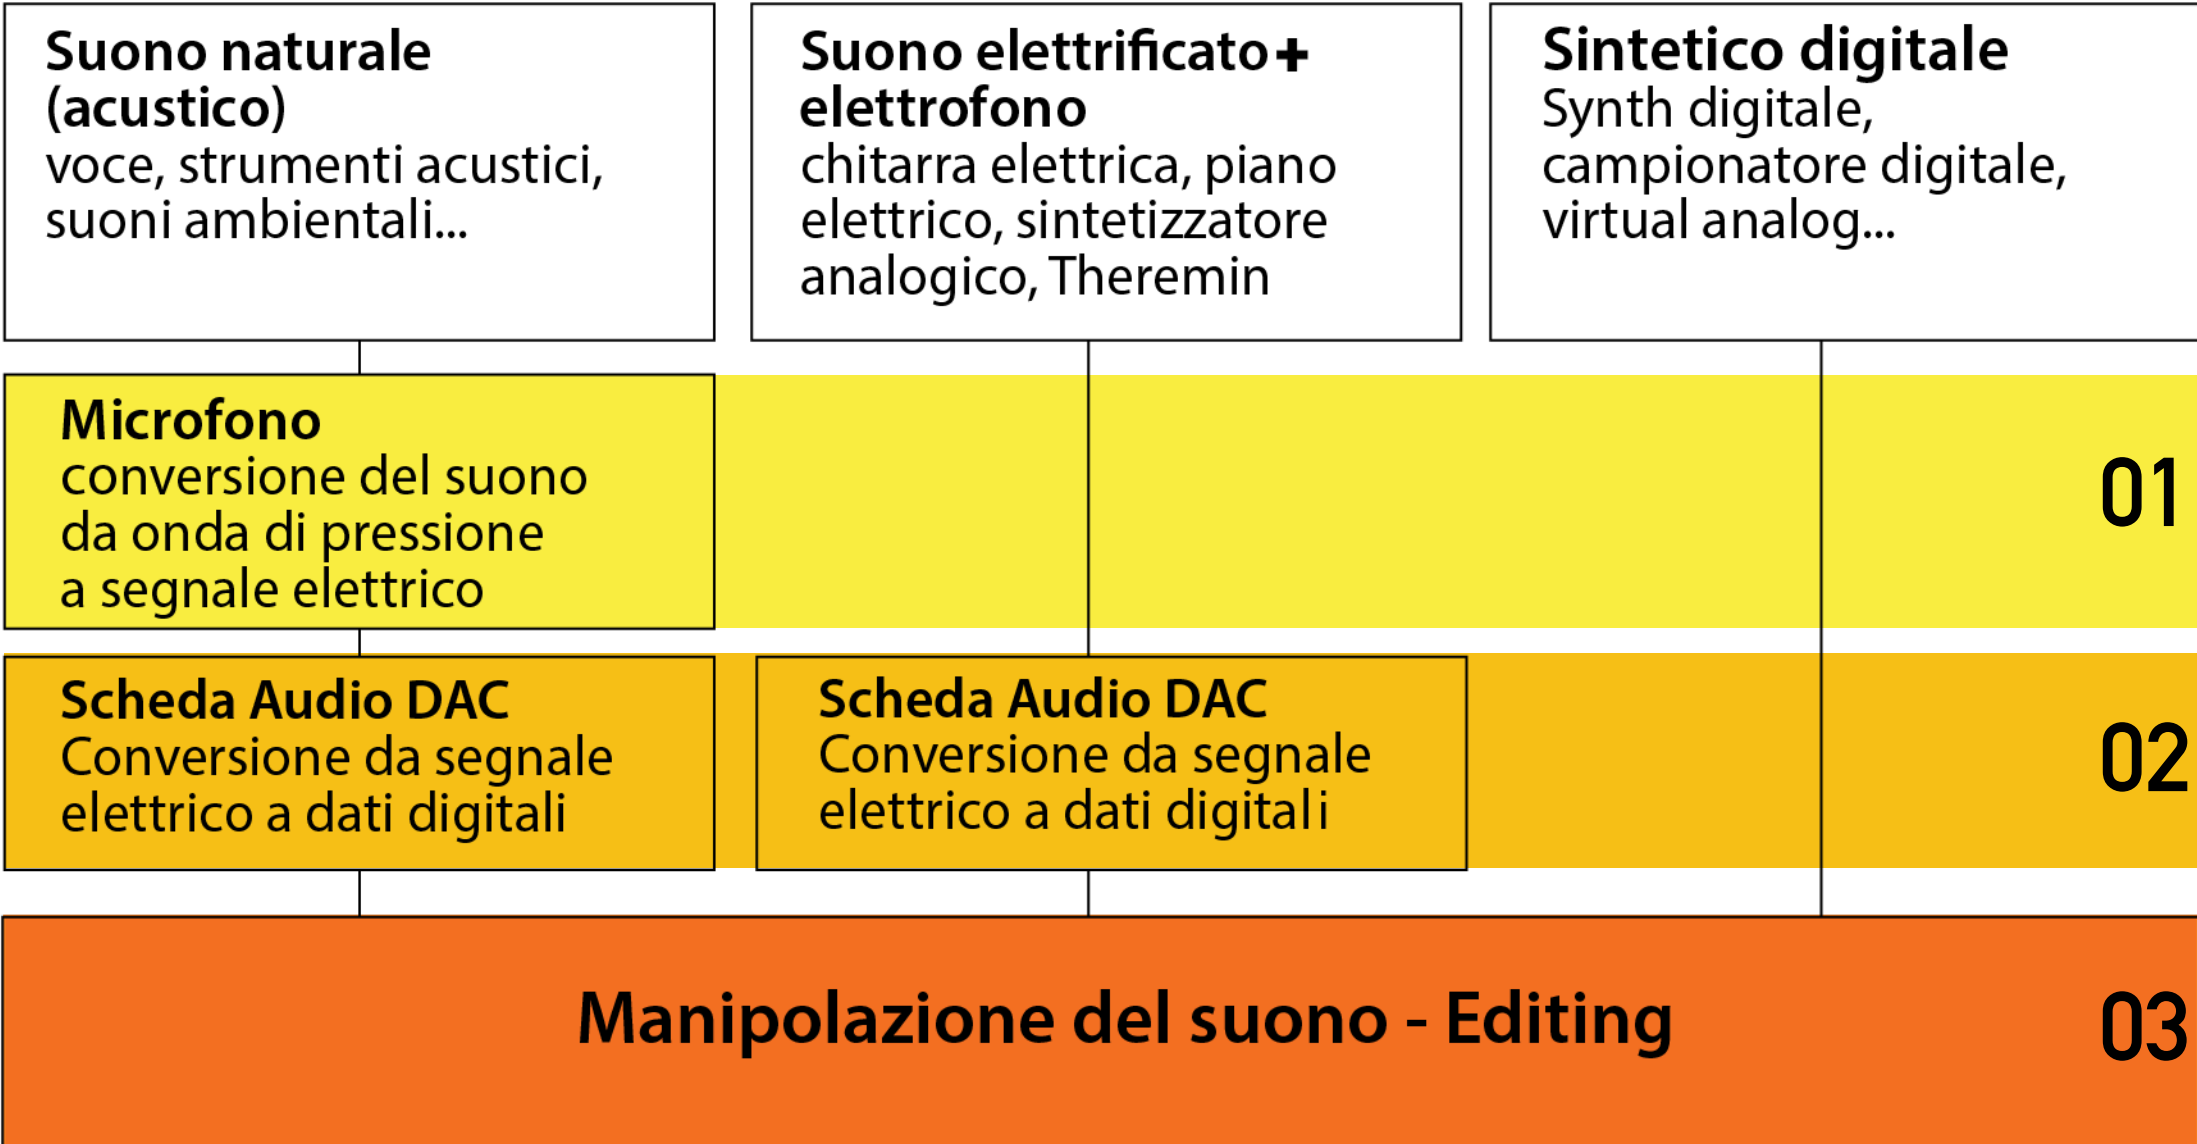 Suono naturale
(acustico)
voce, strumenti acustici,
suoni ambientali...
Suono elettrificato+
elettrofono
chitarra elettrica, piano
elettrico, sintetizzatore
analogico, Theremin
Sintetico digitale
Synth digitale,
campionatore digitale,
virtual analog...
Microfono
conversione del suono
da onda di pressione
a segnale elettrico
01
Scheda Audio DAC
Conversione da segnale
elettrico a dati digitali
Scheda Audio DAC
Conversione da segnale
elettrico a dati digitali
02
Manipolazione del suono - Editing
03